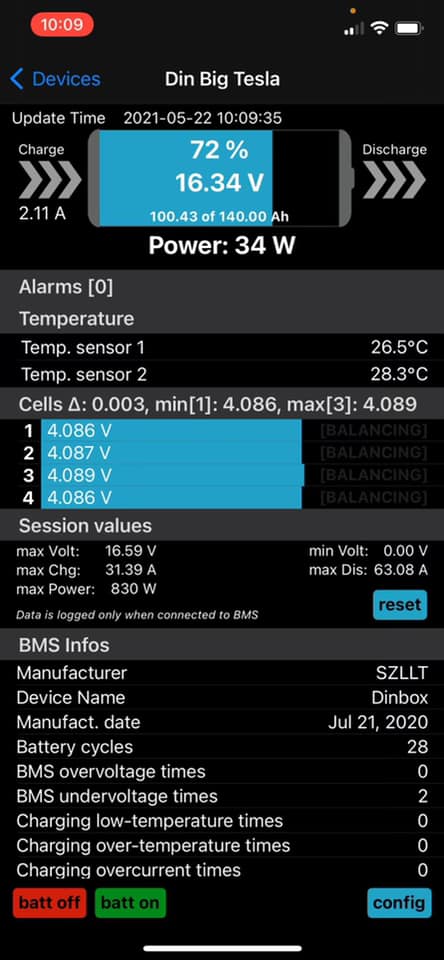 10:09
Devices
Din Big Tesla
Update Time 2021-05-22 10:09:35
Charge
72 %
Discharge
16.34 V
2.11 A
100.43 of 140.00 Ah
Power: 34 W
Alarms [0]
Temperature
Temp. sensor 1 26.5°C
Temp. sensor 2 28.3°C
Cells Δ: 0.003, min[1]: 4.086, max[3]: 4.089
1 4.086 V [BALANCING]
2 4.087 V [BALANCING]
3 4.089 V [BALANCING]
4 4.086 V [BALANCING]
Session values
max Volt: 16.59 V min Volt: 0.00 V
max Chg: 31.39 A max Dis: 63.08 A
max Power: 830 W
Data is logged only when connected to BMS
reset
BMS Infos
Manufacturer SZLLT
Device Name Dinbox
Manufact. date Jul 21, 2020
Battery cycles 28
BMS overvoltage times 0
BMS undervoltage times 2
Charging low-temperature times 0
Charging over-temperature times 0
Charging overcurrent times 0
batt off batt on config